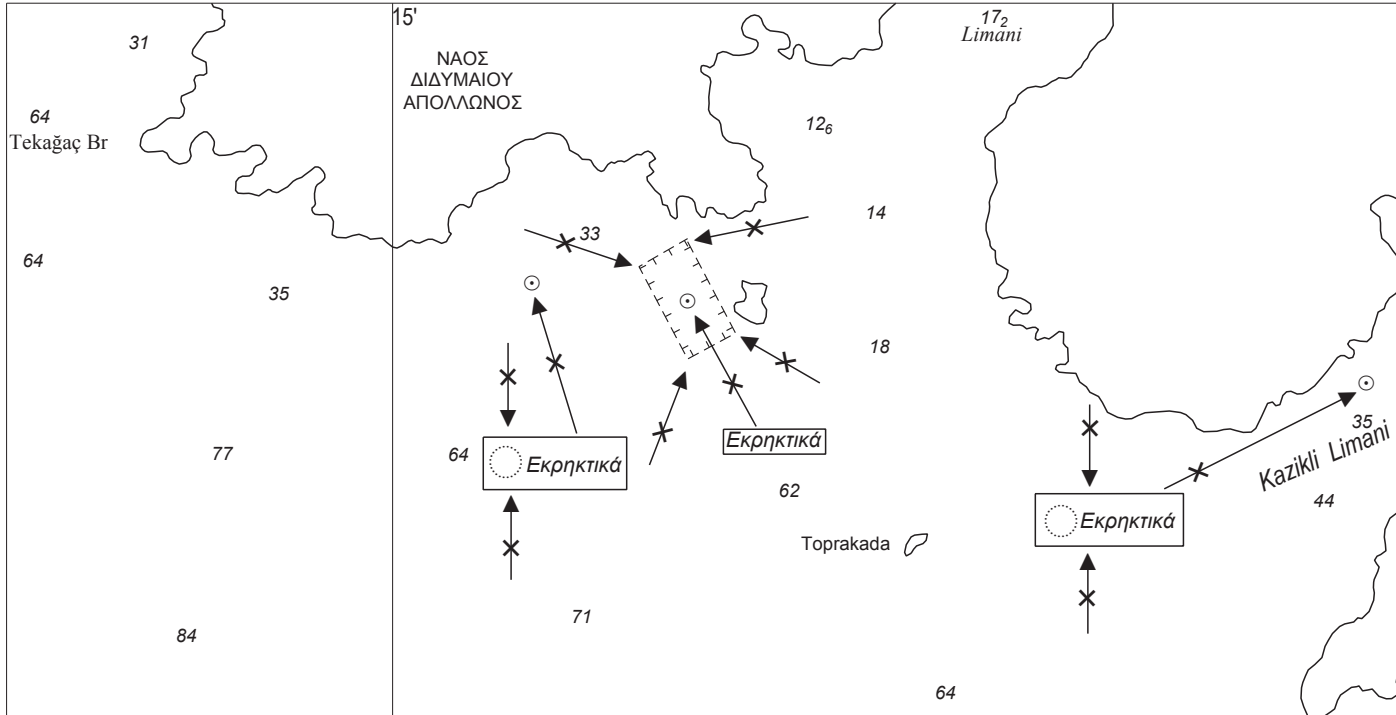 15'
17₂
Limani
31
ΝΑΟΣ
ΔΙΔΥΜΑΙΟΥ
ΑΠΟΛΛΩΝΟΣ
64
Tekağaç Br
12₆
14
33
64
35
18
35
Kazikli Limani
77
64
Εκρηκτικά
Εκρηκτικά
62
44
Εκρηκτικά
Toprakada
71
84
64